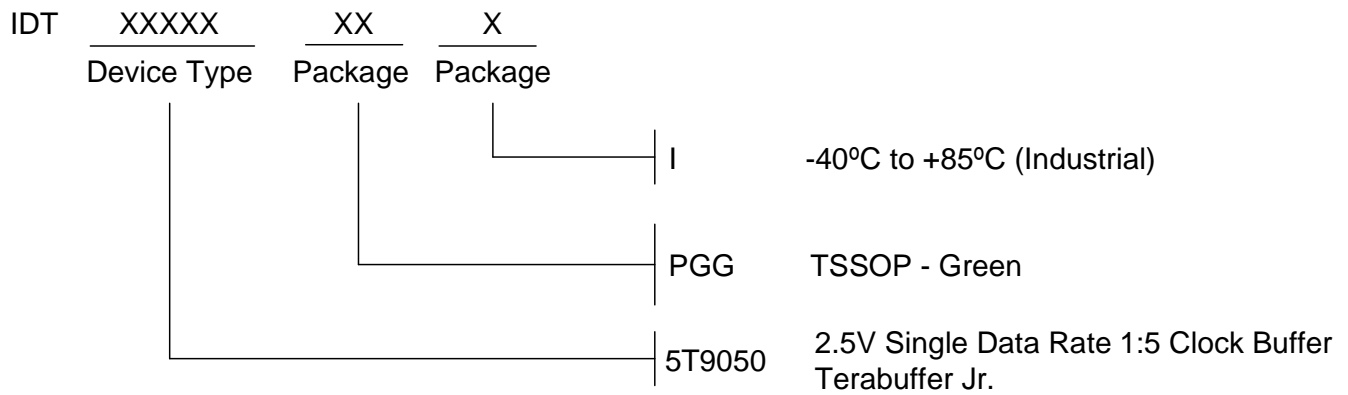 IDT XXXXX XX X
Device Type Package Package
I -40ºC to +85ºC (Industrial)
PGG TSSOP - Green
5T9050 2.5V Single Data Rate 1:5 Clock Buffer
Terabuffer Jr.